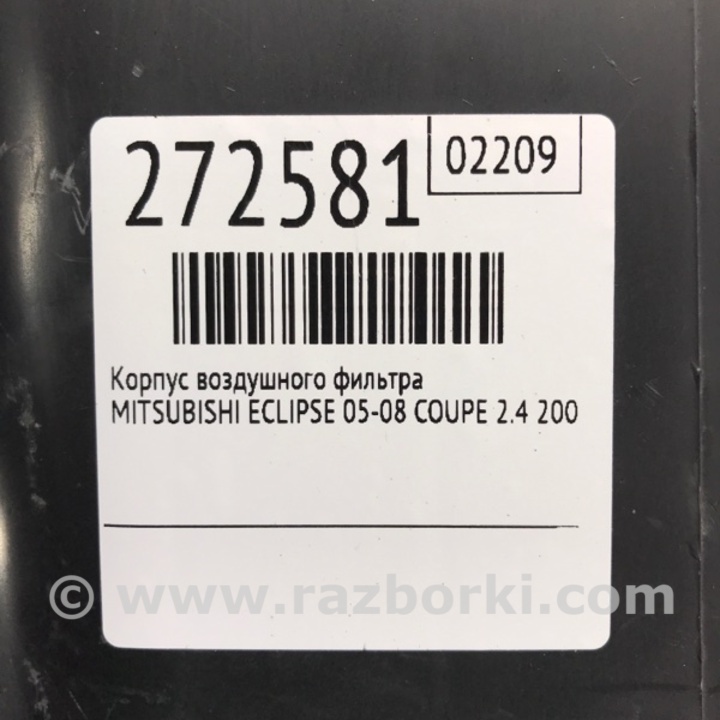 272581
02209
Корпус воздушного фильтра
MITSUBISHI ECLIPSE 05-08 COUPE 2.4 200
© www.razborki.com